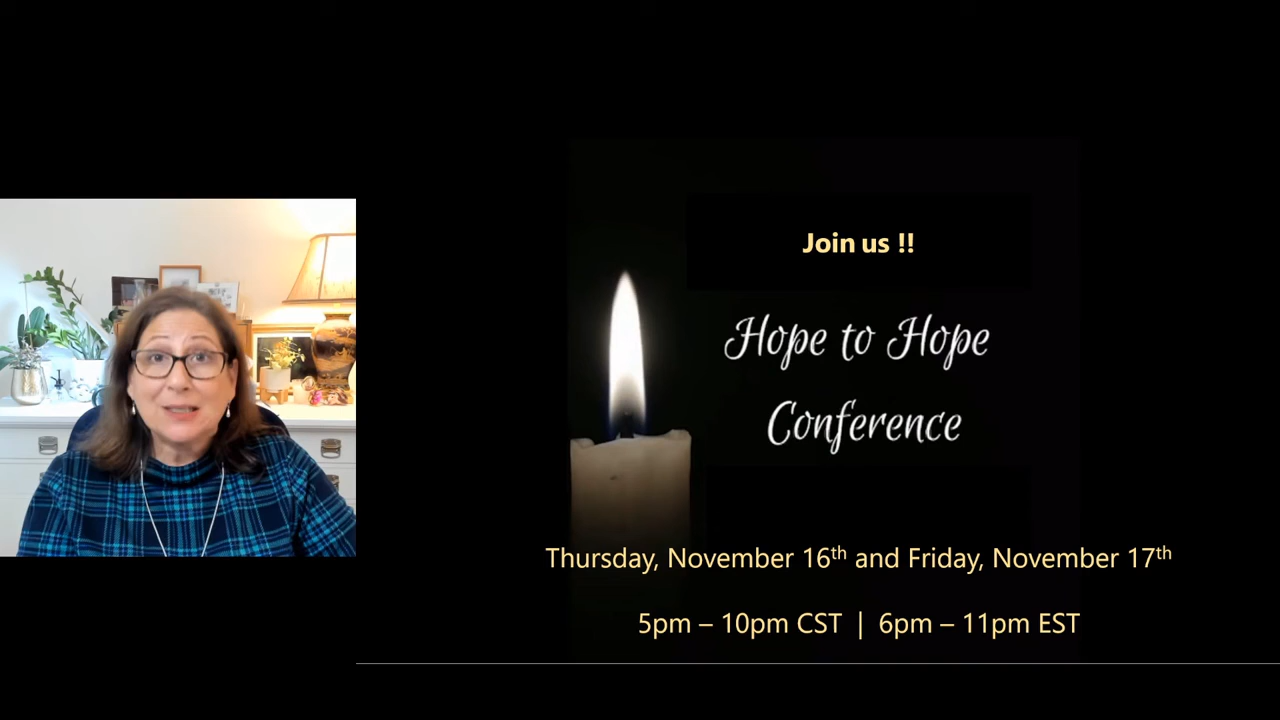 Join us !!
Hope to Hope
Conference
Thursday, November 16th and Friday, November 17th
5pm – 10pm CST | 6pm – 11pm EST